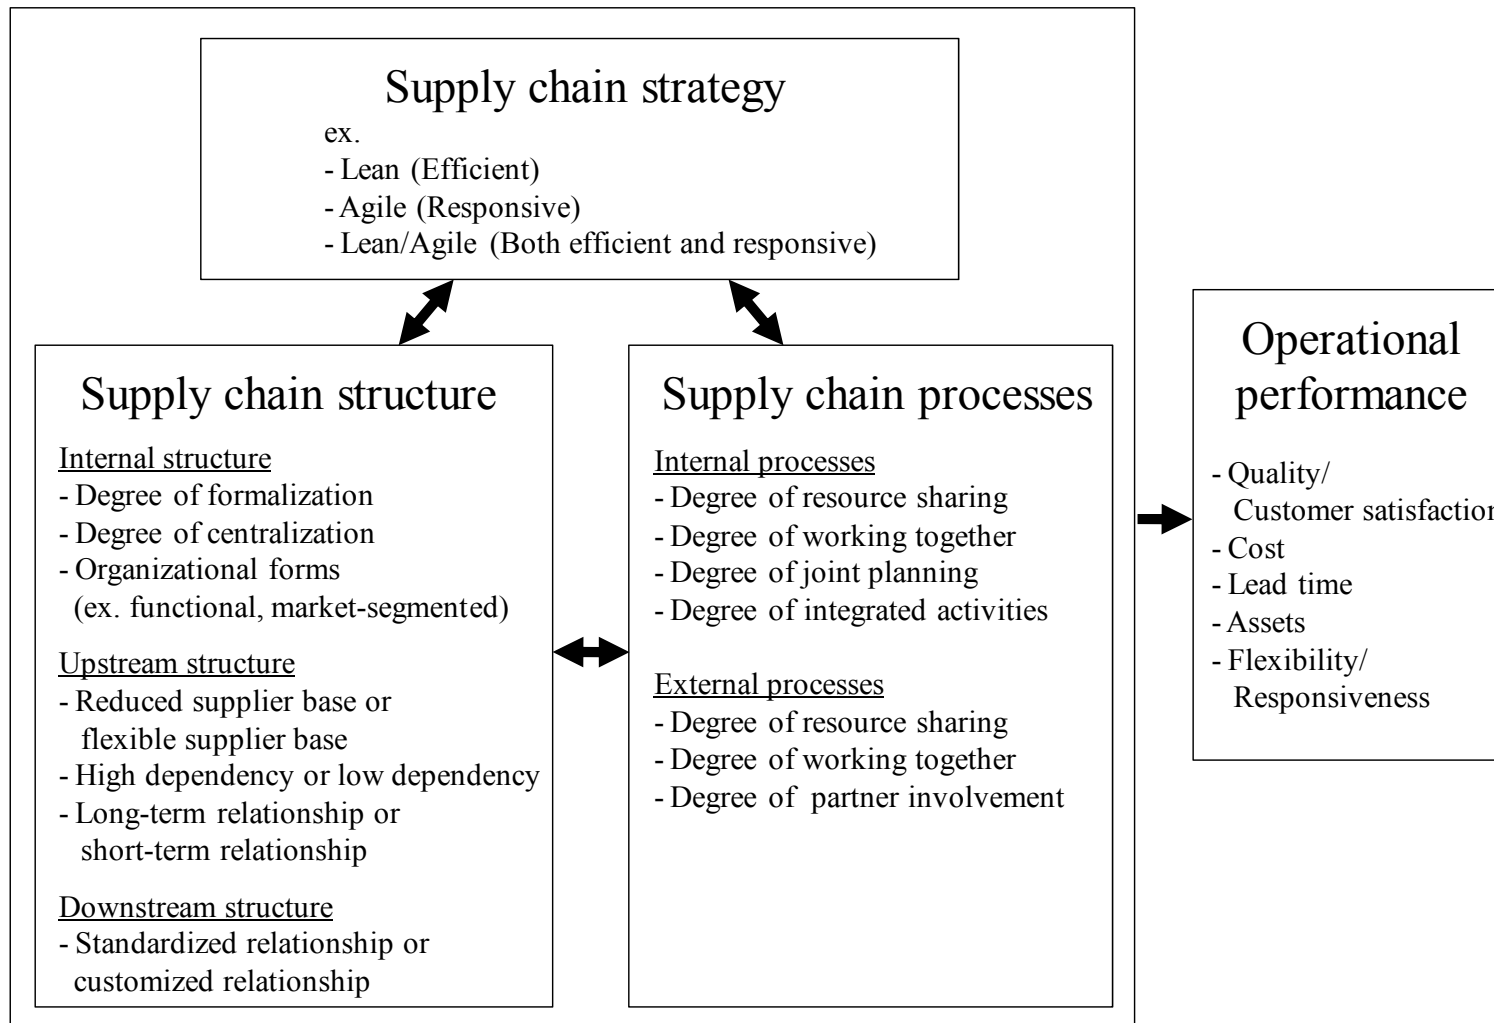 Supply chain strategy
ex.
- Lean (Efficient)
- Agile (Responsive)
- Lean/Agile (Both efficient and responsive)
Supply chain structure
Internal structure
- Degree of formalization
- Degree of centralization
- Organizational forms
(ex. functional, market-segmented)
Upstream structure
- Reduced supplier base or
flexible supplier base
- High dependency or low dependency
- Long-term relationship or
short-term relationship
Downstream structure
- Standardized relationship or
customized relationship
Supply chain processes
Internal processes
- Degree of resource sharing
- Degree of working together
- Degree of joint planning
- Degree of integrated activities
External processes
- Degree of resource sharing
- Degree of working together
- Degree of  partner involvement
Operational
performance
- Quality/
Customer satisfaction
- Cost
- Lead time
- Assets
- Flexibility/
Responsiveness